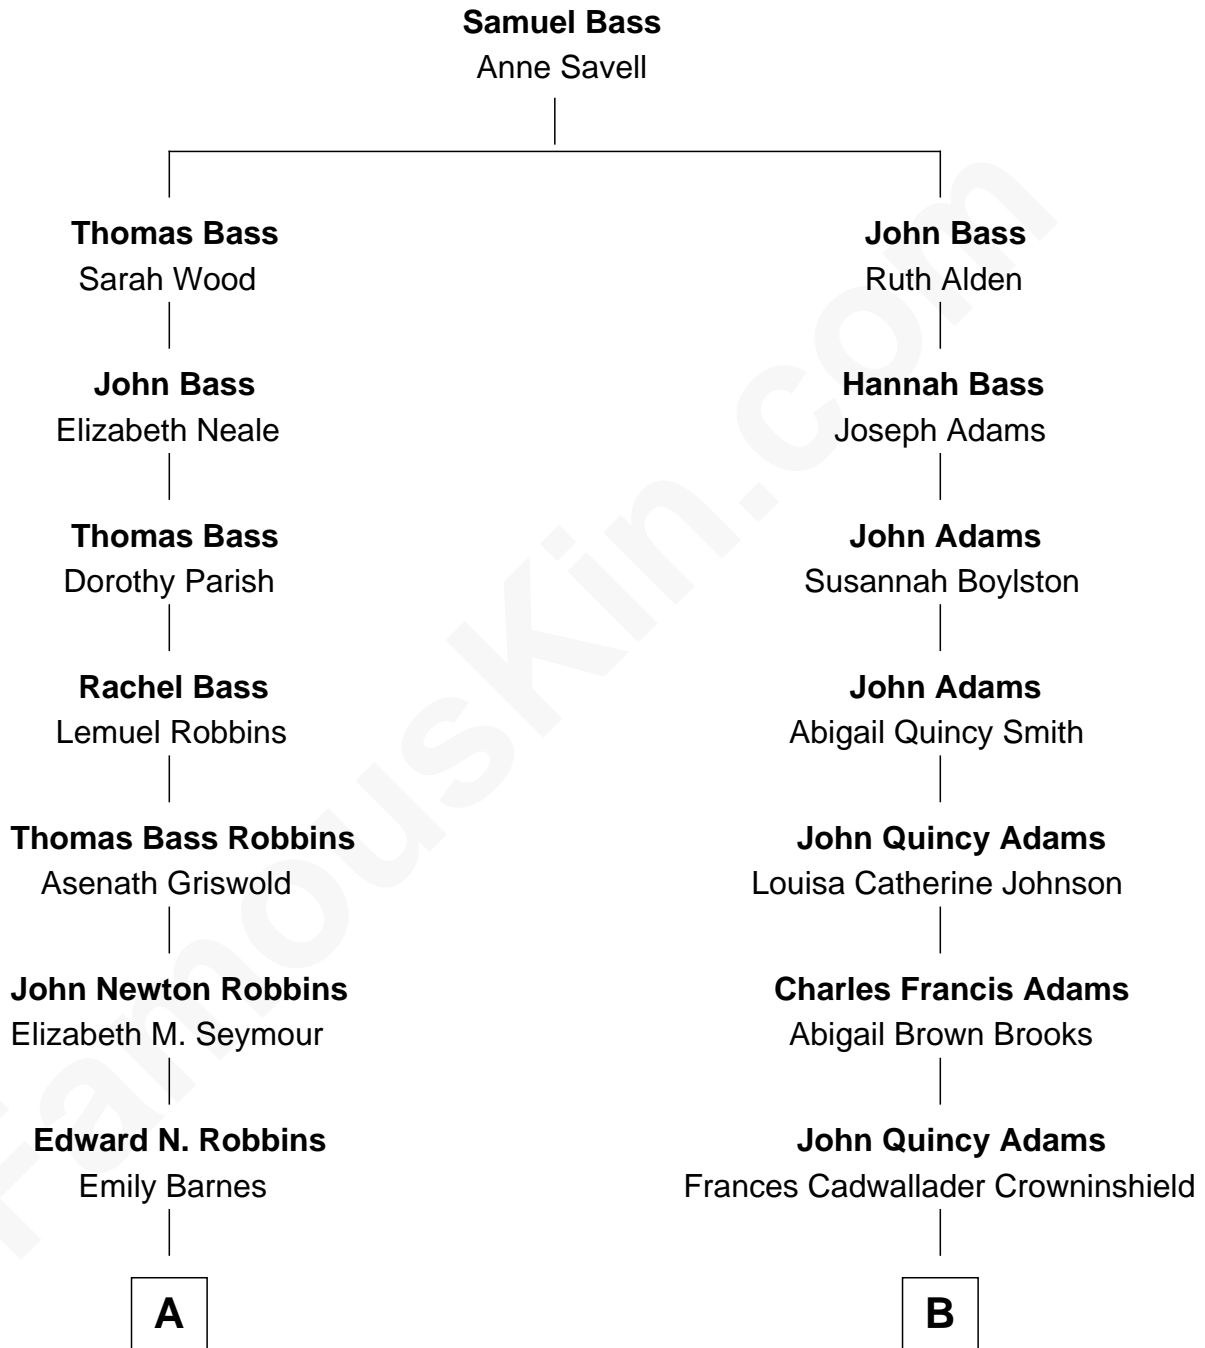 Samuel Bass
Anne Savell
Thomas Bass
Sarah Wood
John Bass
Ruth Alden
John Bass
Elizabeth Neale
Hannah Bass
Joseph Adams
Thomas Bass
Dorothy Parish
John Adams
Susannah Boylston
Rachel Bass
Lemuel Robbins
John Adams
Abigail Quincy Smith
Thomas Bass Robbins
Asenath Griswold
John Quincy Adams
Louisa Catherine Johnson
John Newton Robbins
Elizabeth M. Seymour
Charles Francis Adams
Abigail Brown Brooks
Edward N. Robbins
Emily Barnes
John Quincy Adams
Frances Cadwallader Crowninshield
A
B
FamousKin.com